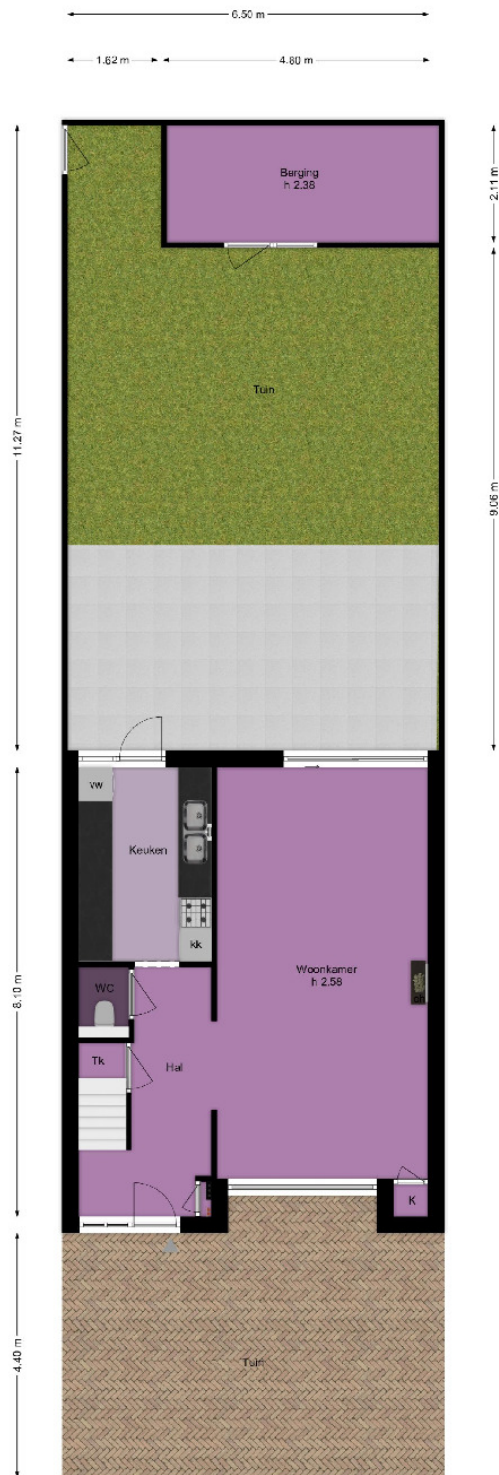 6.50 m
1.62 m
4.80 m
Berging
h 2.38
2.11 m
Tuin
11.27 m
9.06 m
vw
Keuken
kk
Woonkamer
h 2.58
WC
Tk
Hal
8.10 m
K
4.40 m
Tuin